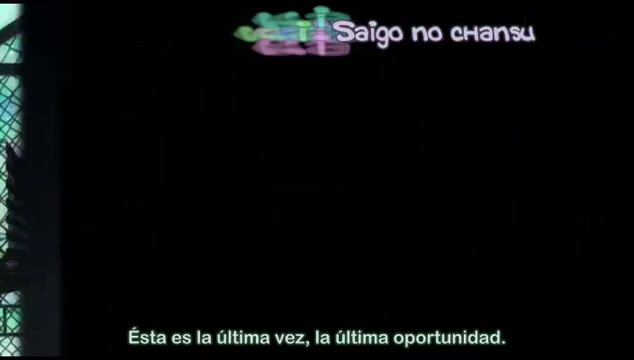 Saigo no chansu
Ésta es la última vez, la última oportunidad.